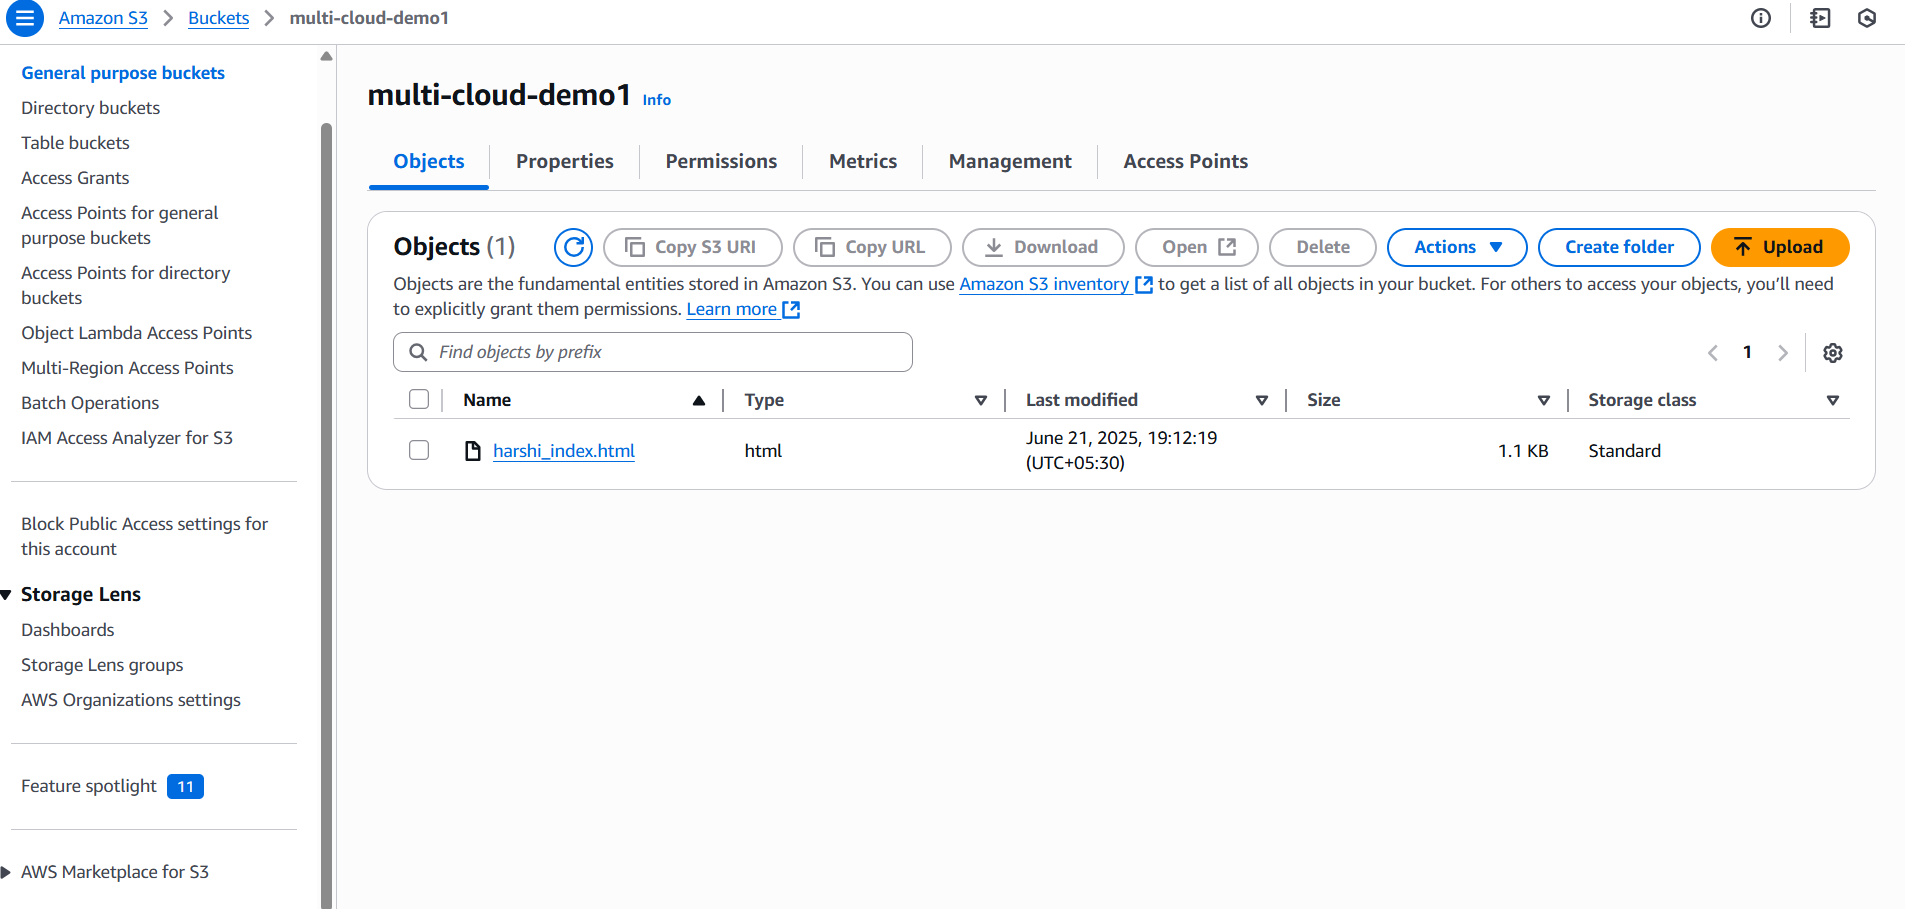 Amazon S3 > Buckets > multi-cloud-demo1
General purpose buckets
Directory buckets
Table buckets
Access Grants
Access Points for general
purpose buckets
Access Points for directory
buckets
Object Lambda Access Points
Multi-Region Access Points
Batch Operations
IAM Access Analyzer for S3
Block Public Access settings for
this account
Storage Lens
Dashboards
Storage Lens groups
AWS Organizations settings
Feature spotlight 11
AWS Marketplace for S3
multi-cloud-demo1 Info
Objects Properties Permissions Metrics Management Access Points
Objects (1) Copy S3 URI Copy URL Download Open Delete Actions Create folder Upload
Objects are the fundamental entities stored in Amazon S3. You can use Amazon S3 inventory to get a list of all objects in your bucket. For others to access your objects, you’ll need
to explicitly grant them permissions. Learn more
Find objects by prefix
1
Name Type Last modified Size Storage class
harshi_index.html html June 21, 2025, 19:12:19 1.1 KB Standard
(UTC+05:30)